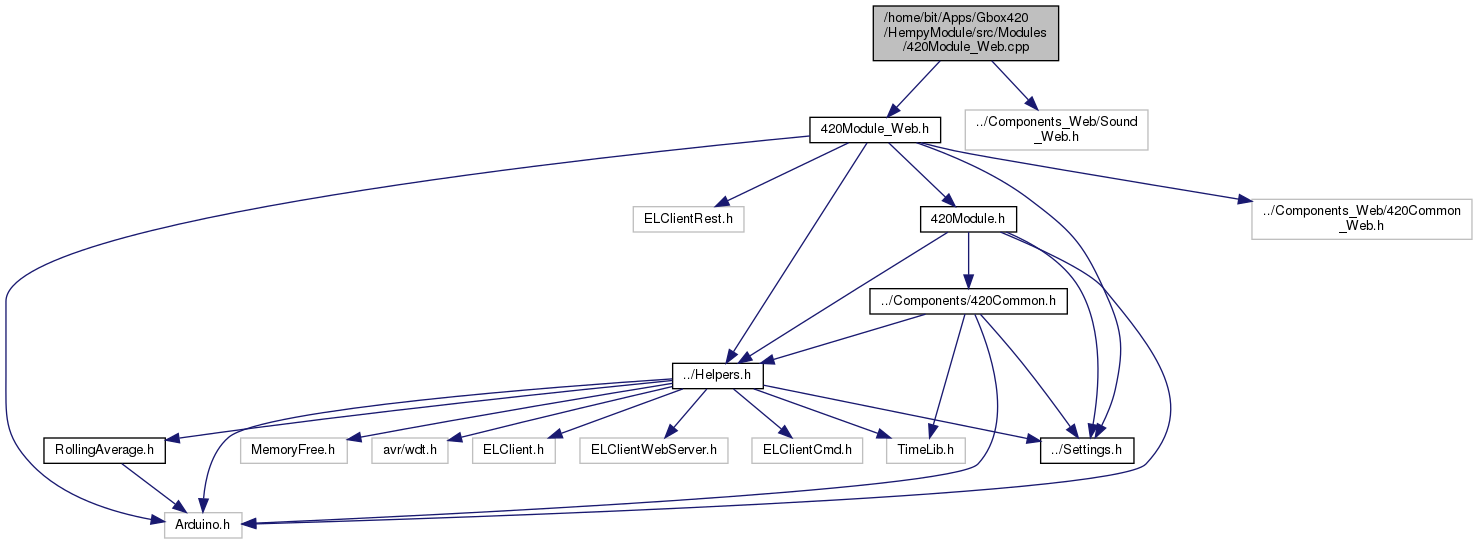 /home/bit/Apps/Gbox420
/HempyModule/src/Modules
/420Module_Web.cpp
420Module_Web.h
../Components_Web/Sound
_Web.h
ELClientRest.h
420Module.h
../Components_Web/420Common
_Web.h
../Components/420Common.h
../Helpers.h
RollingAverage.h
MemoryFree.h
avr/wdt.h
ELClient.h
ELClientWebServer.h
ELClientCmd.h
TimeLib.h
../Settings.h
Arduino.h